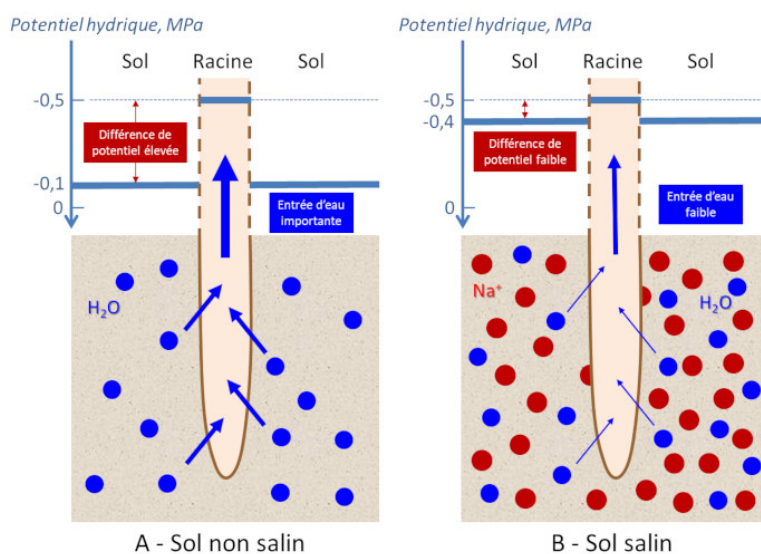 Potentiel hydrique, MPa
Sol
Racine
Sol
-0,5
Différence de
potentiel élevée
-0,1
0
Entrée d'eau
importante
H₂O
A - Sol non salin
Potentiel hydrique, MPa
Sol
Racine
Sol
-0,5
-0,4
Différence de
potentiel faible
0
Entrée d'eau
faible
Na⁺
H₂O
B - Sol salin